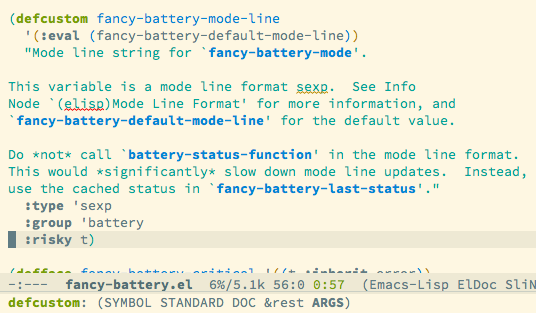 (defcustom fancy-battery-mode-line
  '(:eval (fancy-battery-default-mode-line))
  "Mode line string for `fancy-battery-mode'.

This variable is a mode line format sexp.  See Info
Node `(elisp)Mode Line Format' for more information, and
`fancy-battery-default-mode-line' for the default value.

Do *not* call `battery-status-function' in the mode line format.
This would *significantly* slow down mode line updates.  Instead,
use the cached status in `fancy-battery-last-status'."
  :type 'sexp
  :group 'battery
  :risky t)

(defface fancy-battery-critical '((t :inherit error))
-:---  fancy-battery.el   6%/5.1k 56:0 0:57  (Emacs-Lisp ElDoc SliN
defcustom: (SYMBOL STANDARD DOC &rest ARGS)